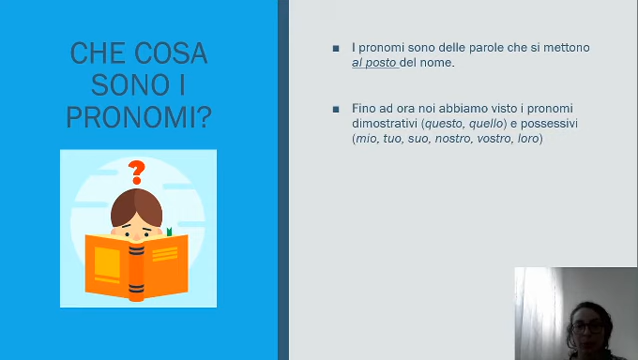 CHE COSA
SONO I
PRONOMI?
?
■ I pronomi sono delle parole che si mettono
al posto del nome.
■ Fino ad ora noi abbiamo visto i pronomi
dimostrativi (questo, quello) e possessivi
(mio, tuo, suo, nostro, vostro, loro)